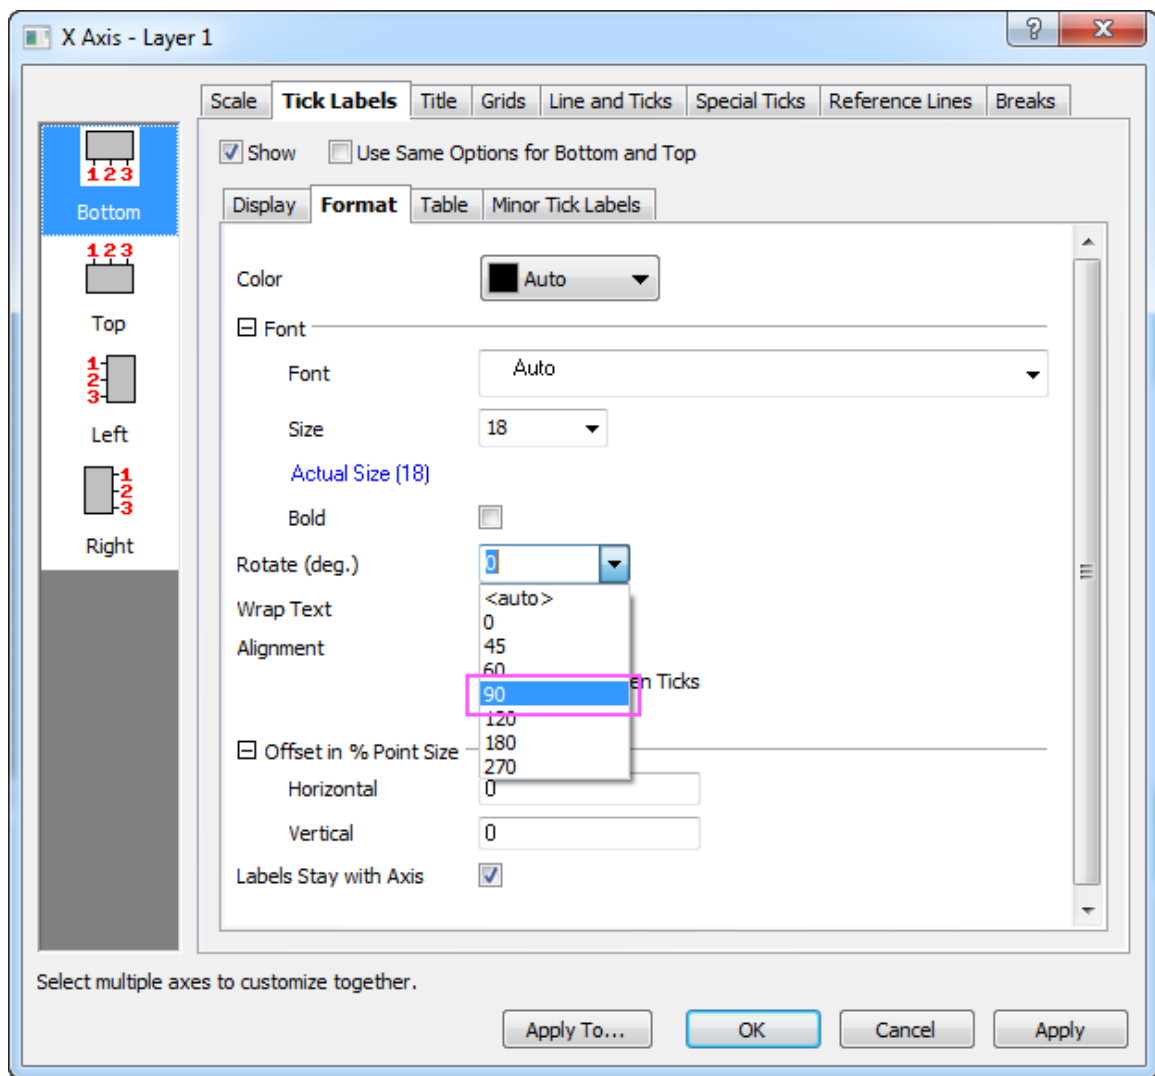 X Axis - Layer 1
?
X
Scale Tick Labels Title Grids Line and Ticks Special Ticks Reference Lines Breaks
1 2 3
Bottom
1 2 3
Top
1
2
3
Left
1
2
3
Right
Show Use Same Options for Bottom and Top
Display Format Table Minor Tick Labels
Color Auto
Font
Font Auto
Size 18
Actual Size (18)
Bold
Rotate (deg.) 0
<auto>
Wrap Text
0
45
Alignment
60
en Ticks
90
120
180
Offset in % Point Size
270
Horizontal 0
Vertical 0
Labels Stay with Axis
Select multiple axes to customize together.
Apply To... OK Cancel Apply